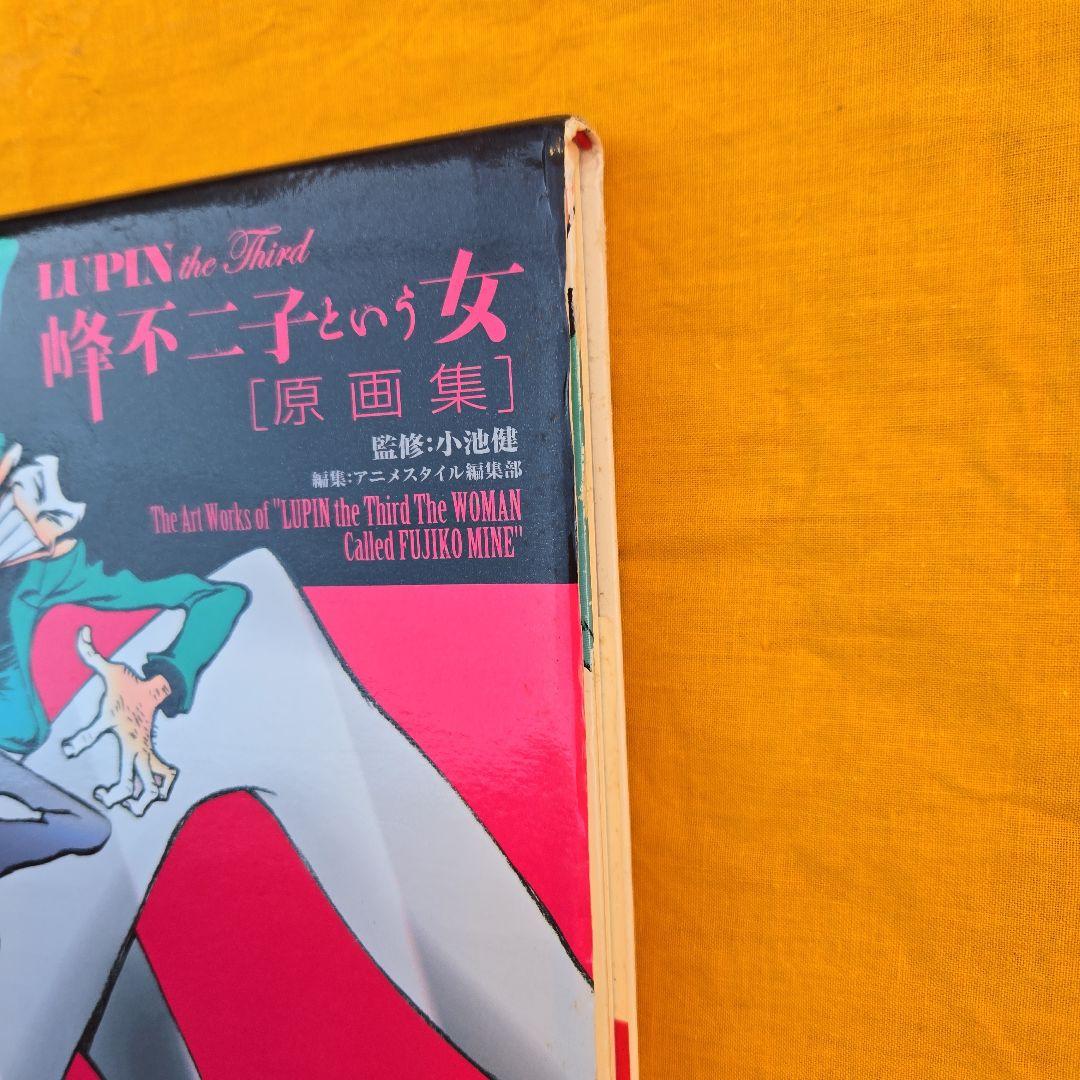 LUPIN the Third
峰不二子という女
[原画集]
監修:小池健
編集:アニメスタイル編集部
The Art Works of "LUPIN the Third The WOMAN
Called FUJIKO MINE"